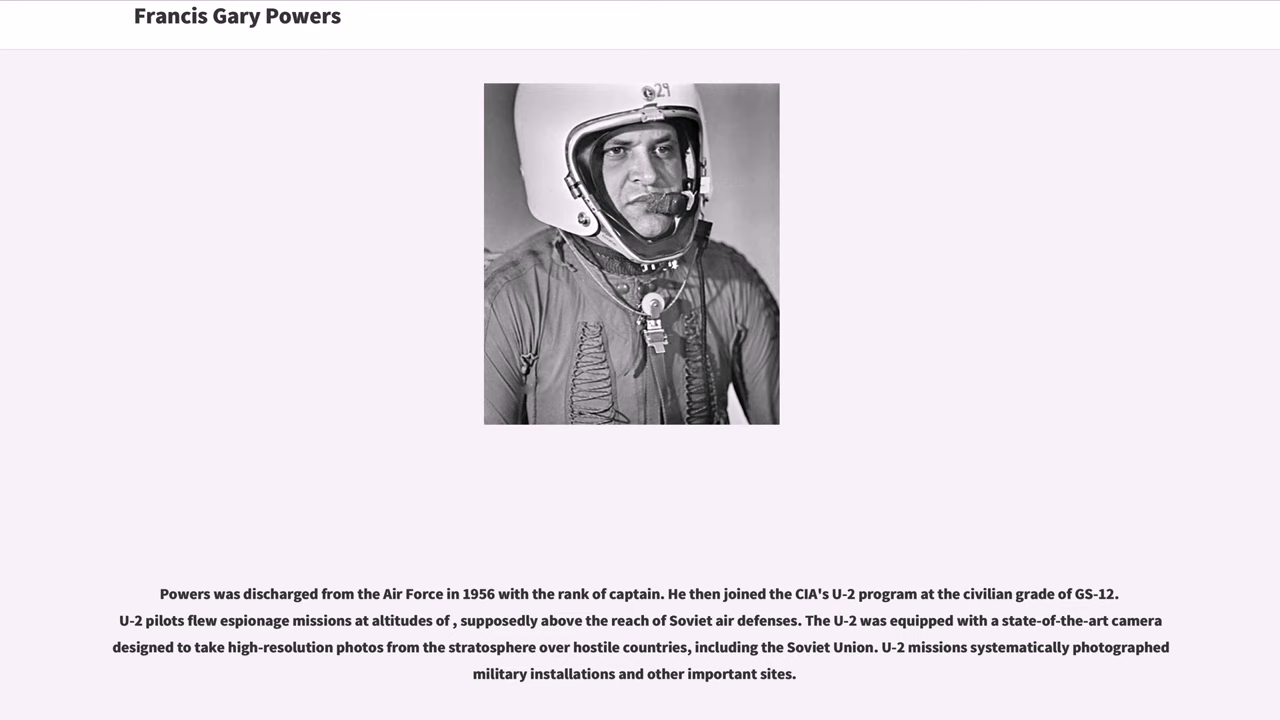 Francis Gary Powers
29
Powers was discharged from the Air Force in 1956 with the rank of captain. He then joined the CIA's U-2 program at the civilian grade of GS-12.
U-2 pilots flew espionage missions at altitudes of , supposedly above the reach of Soviet air defenses. The U-2 was equipped with a state-of-the-art camera
designed to take high-resolution photos from the stratosphere over hostile countries, including the Soviet Union. U-2 missions systematically photographed
military installations and other important sites.